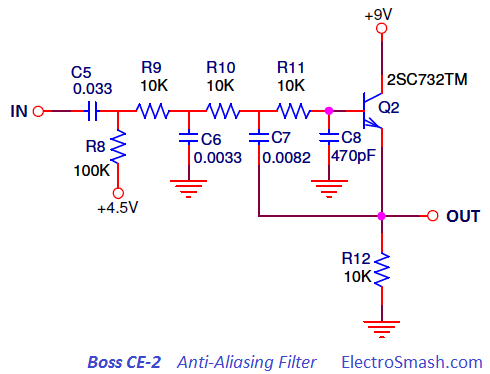 +9V
C5
0.033
R9
10K
R10
10K
R11
10K
2SC732TM
Q2
IN
R8
100K
+4.5V
C6
0.0033
C7
0.0082
C8
470pF
OUT
R12
10K
Boss CE-2 Anti-Aliasing Filter ElectroSmash.com